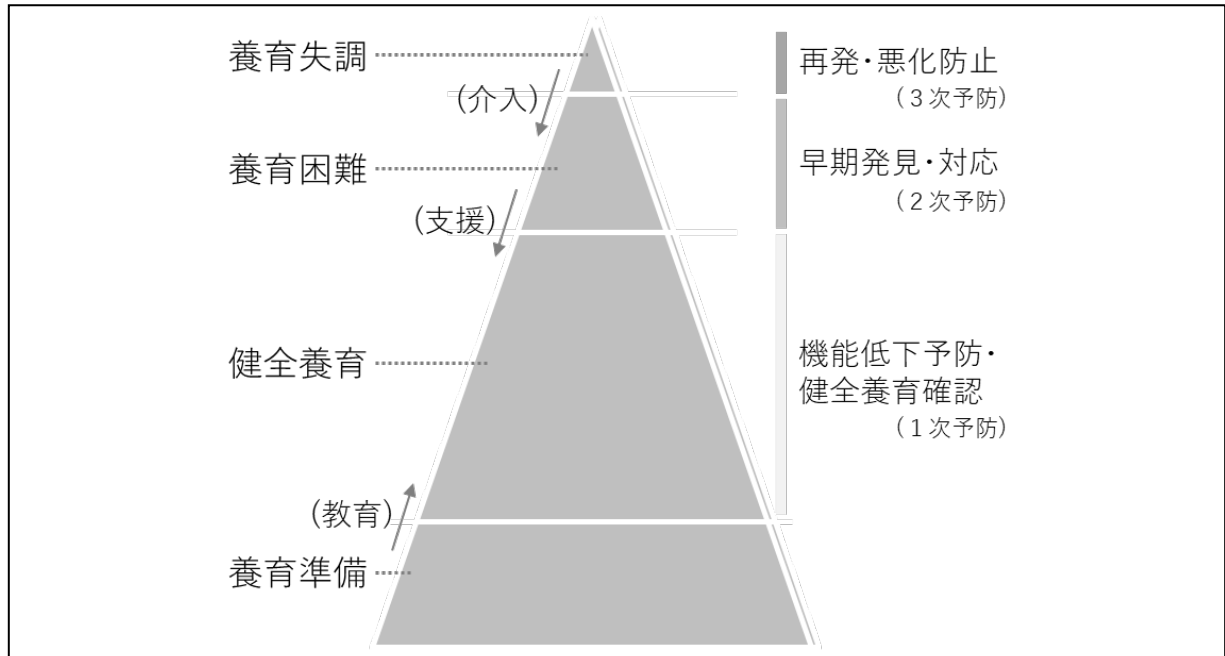 養育失調
再発・悪化防止
（3次予防）
（介入）
養育困難
早期発見・対応
（2次予防）
（支援）
健全養育
機能低下予防・
健全養育確認
（1次予防）
（教育）
養育準備